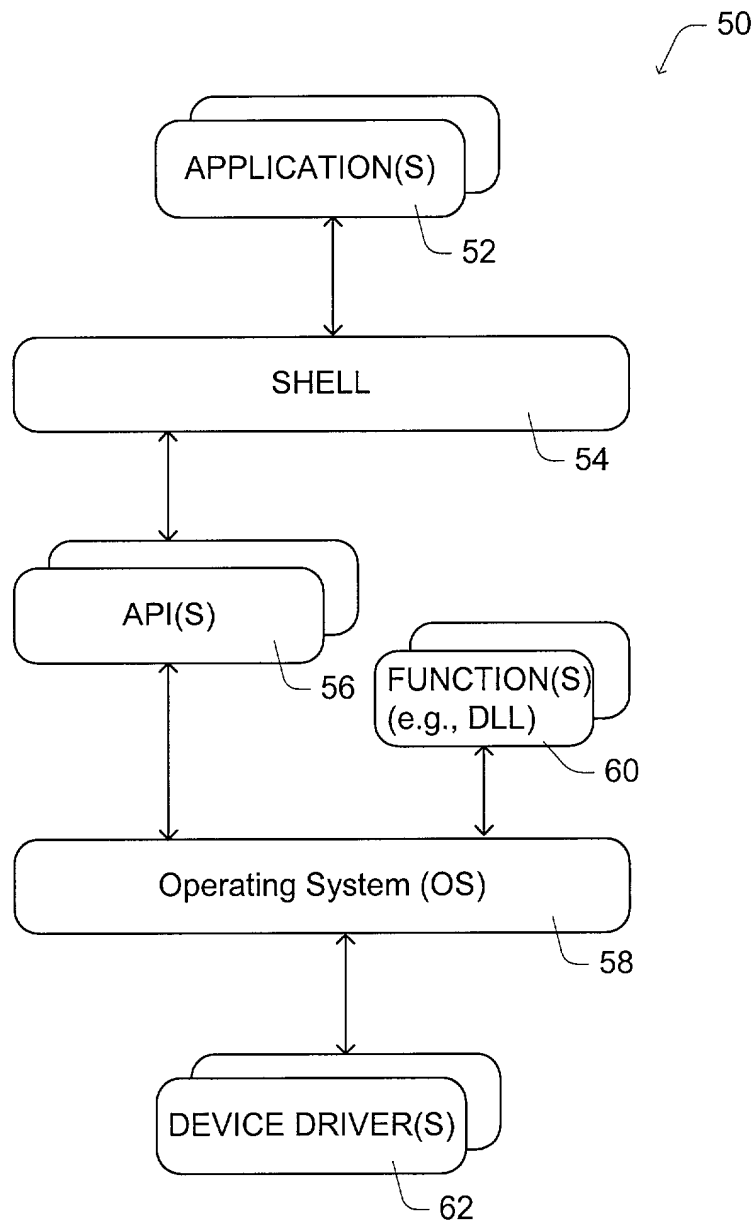 50
APPLICATION(S)
52
SHELL
54
API(S)
56
FUNCTION(S)
(e.g., DLL)
60
Operating System (OS)
58
DEVICE DRIVER(S)
62